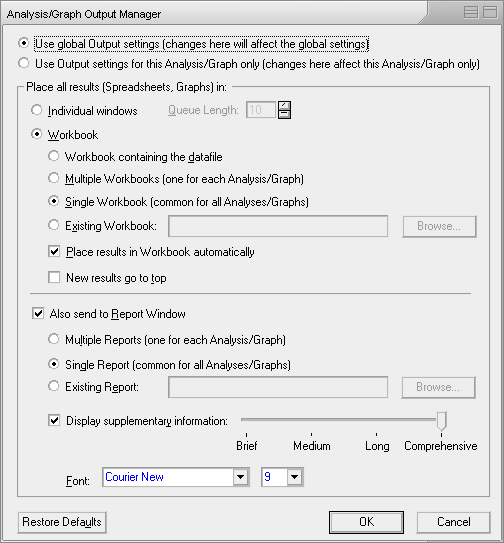 Analysis/Graph Output Manager
Use global Output settings (changes here will affect the global settings)
Use Output settings for this Analysis/Graph only (changes here affect this Analysis/Graph only)
Place all results (Spreadsheets, Graphs) in:
Individual windows Queue Length: 10
Workbook
Workbook containing the datafile
Multiple Workbooks (one for each Analysis/Graph)
Single Workbook (common for all Analyses/Graphs)
Existing Workbook: Browse...
Place results in Workbook automatically
New results go to top
Also send to Report Window
Multiple Reports (one for each Analysis/Graph)
Single Report (common for all Analyses/Graphs)
Existing Report: Browse...
Display supplementary information:
Brief Medium Long Comprehensive
Font: Courier New 9
Restore Defaults OK Cancel